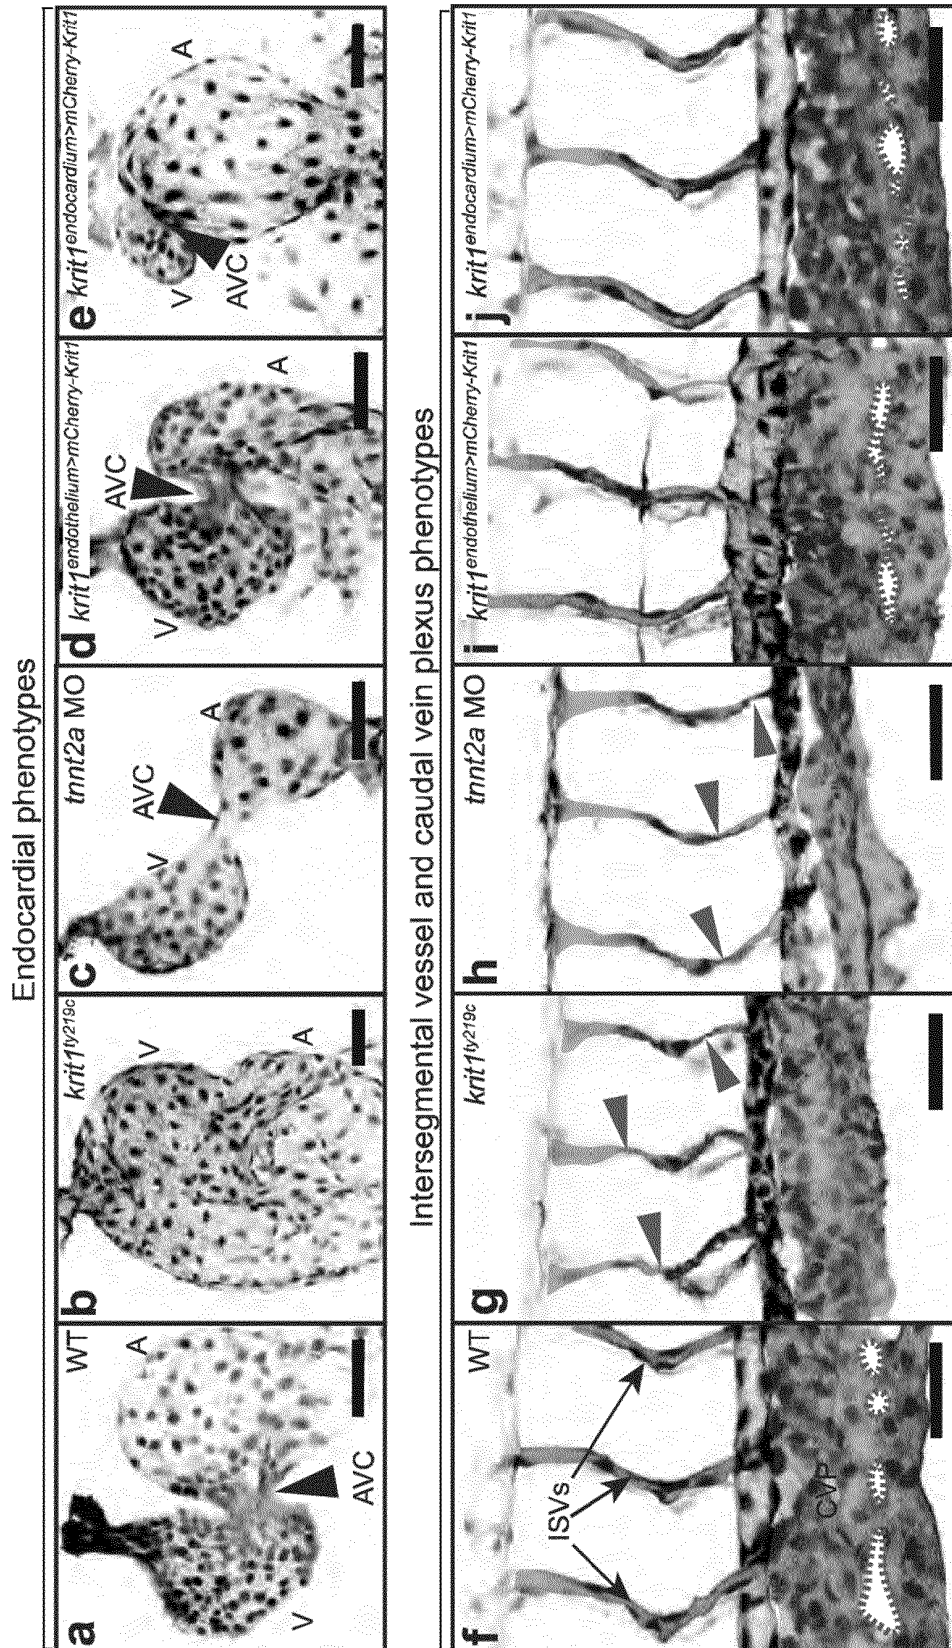 Endocardial phenotypes
a
WT
A
V
AVC
b
krit1ty219c
V
A
c
tnnt2a MO
V
AVC
A
d
krit1endothelium>mCherry-Krit1
V
AVC
A
e
krit1endocardium>mCherry-Krit1
V
AVC
A
Intersegmental vessel and caudal vein plexus phenotypes
f
WT
ISVs
CVP
g
krit1ty219c
h
tnnt2a MO
i
krit1endothelium>mCherry-Krit1
j
krit1endocardium>mCherry-Krit1